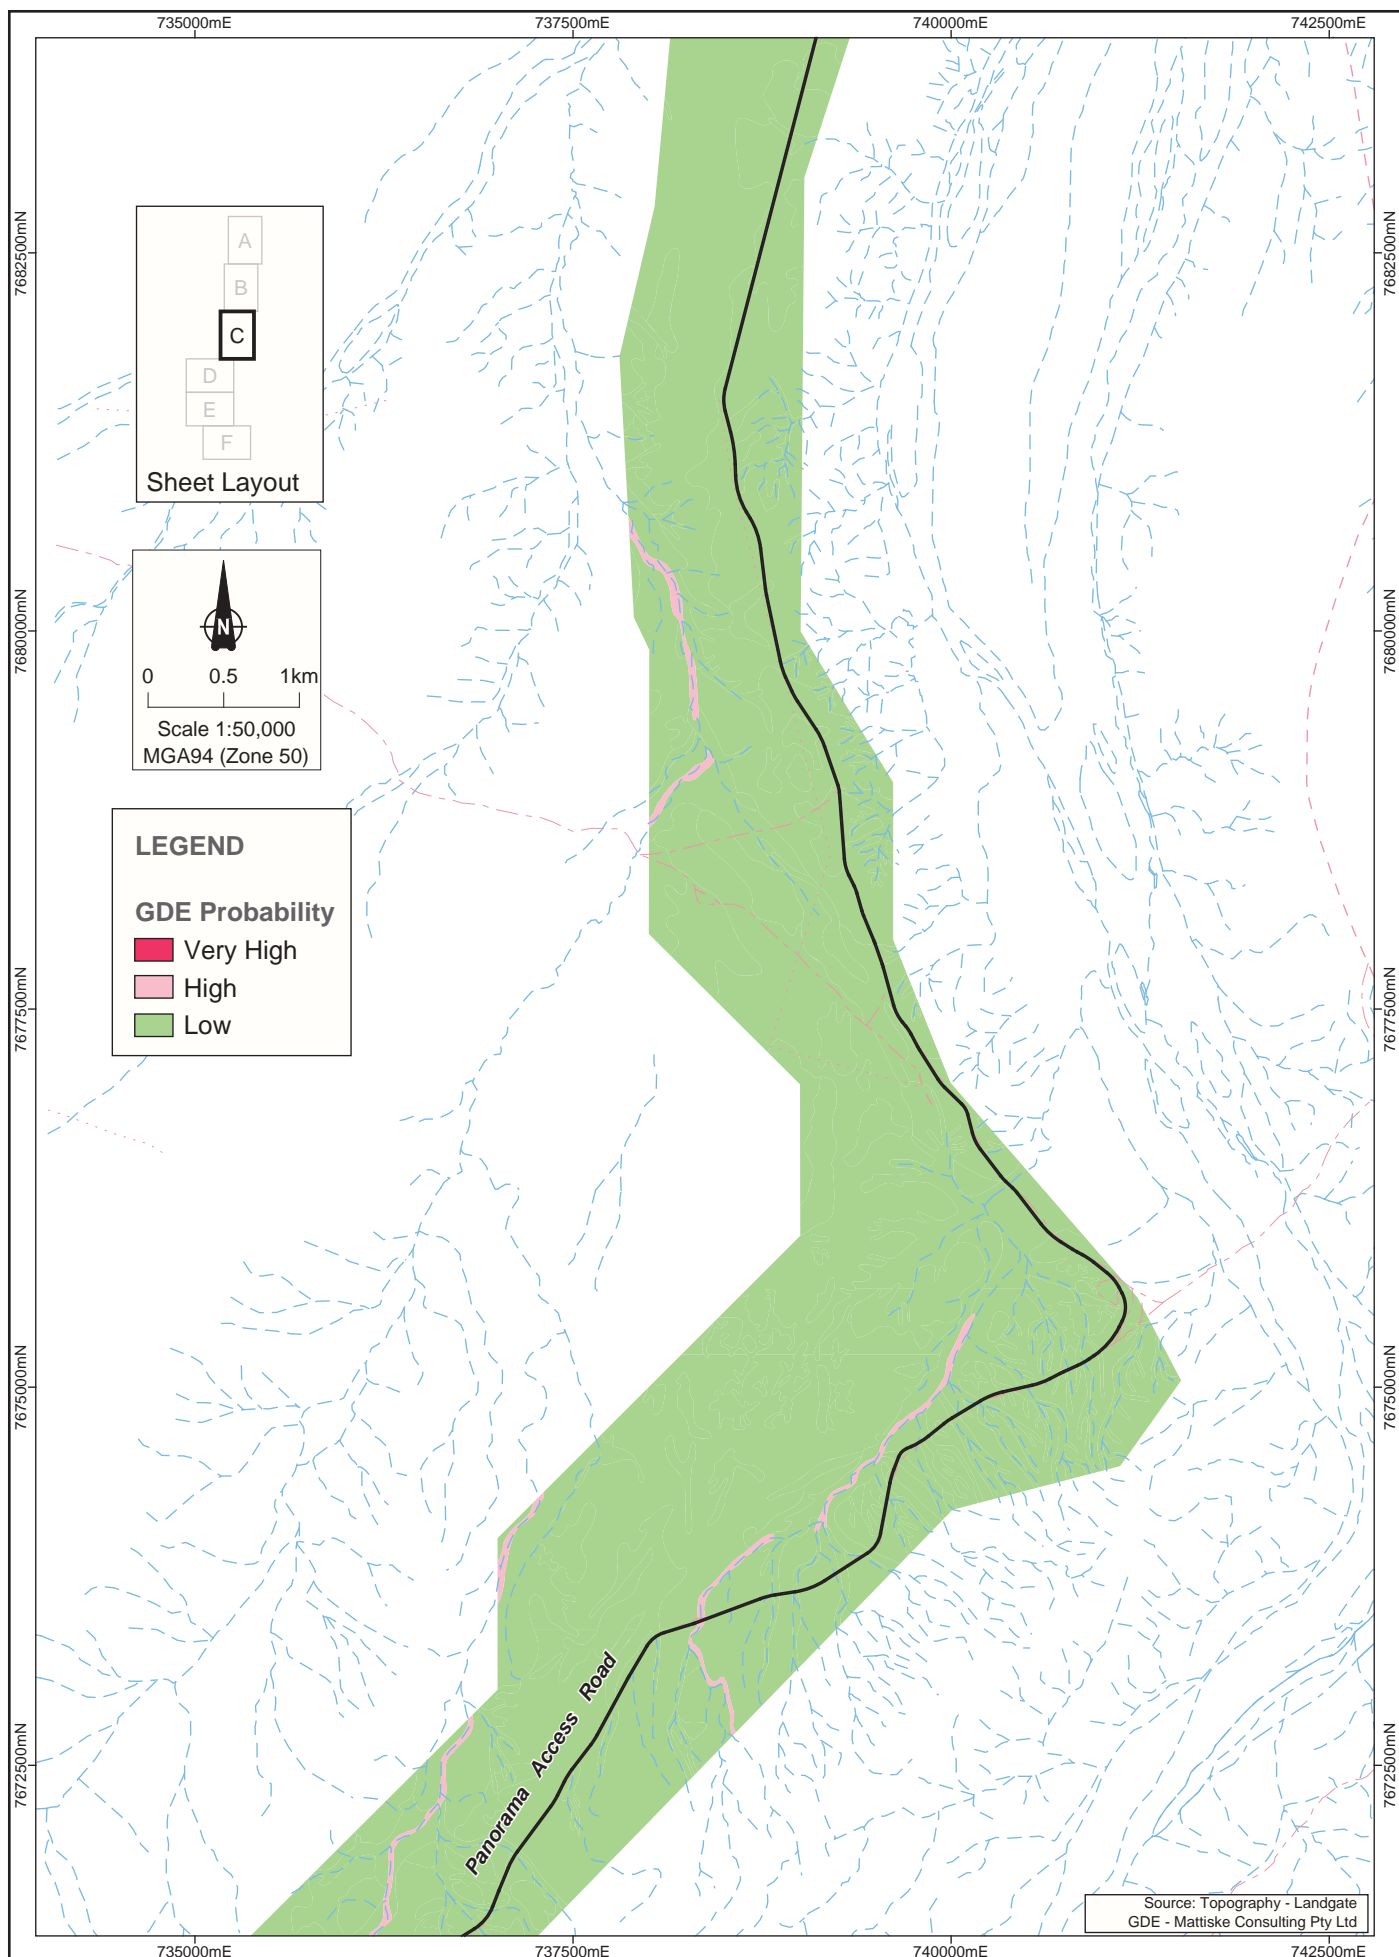 735000mE
737500mE
740000mE
742500mE
7682500mN
7682500mN
A
B
C
D
E
F
Sheet Layout
7680000mN
7680000mN
N
0 0.5 1km
Scale 1:50,000
MGA94 (Zone 50)
LEGEND
GDE Probability
Very High
High
Low
7677500mN
7677500mN
7675000mN
7675000mN
Panorama Access Road
7672500mN
7672500mN
Source: Topography - Landgate
GDE - Mattiske Consulting Pty Ltd
735000mE
737500mE
740000mE
742500mE